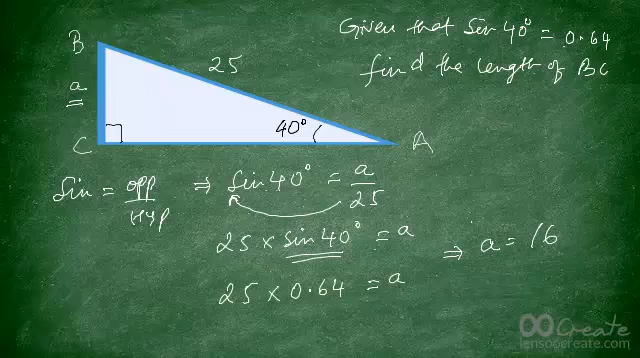 Given that Sin 40° = 0.64
find the length of BC
B
25
a
40°
C
A
Sin = opp/Hyp ⇒ Sin 40° = a/25
25 × sin 40° = a ⇒ a = 16
25 × 0.64 = a
Create
lensoocreate.com